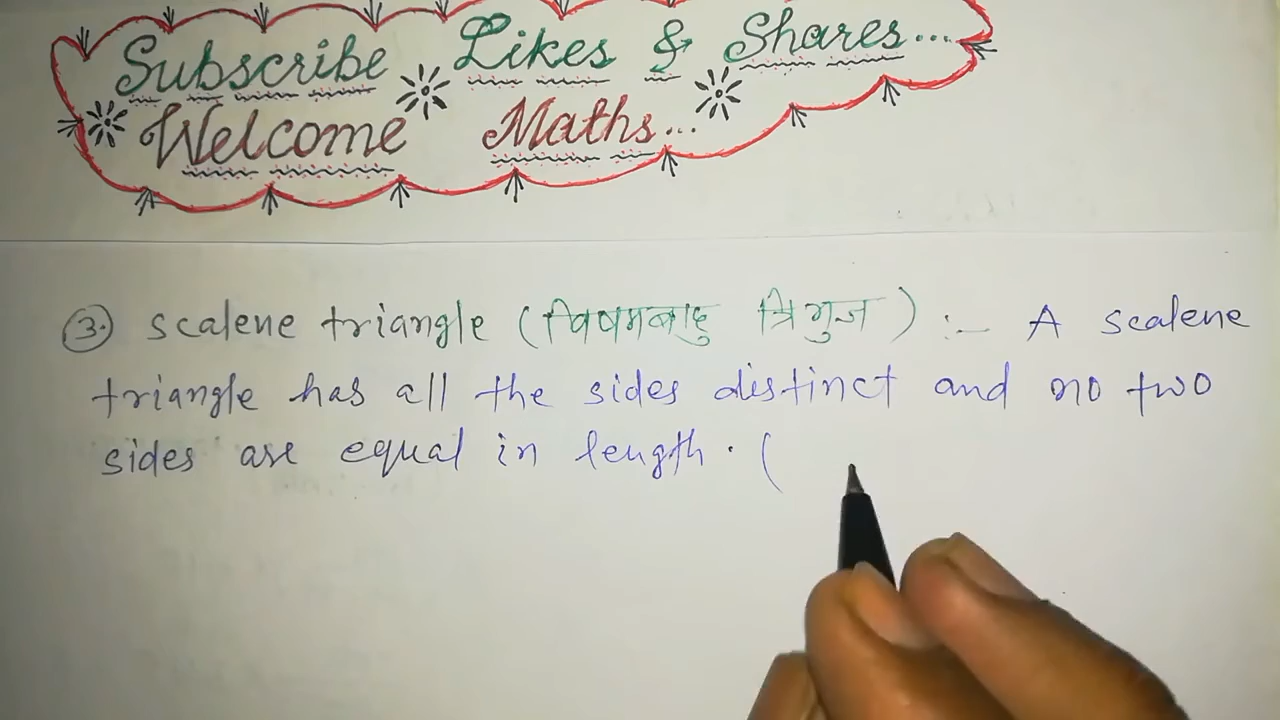 Subscribe Likes & Shares...
Welcome Maths...
③. scalene triangle (विषमबाहु त्रिभुज) :- A scalene
triangle has all the sides distinct and no two
sides are equal in length. (